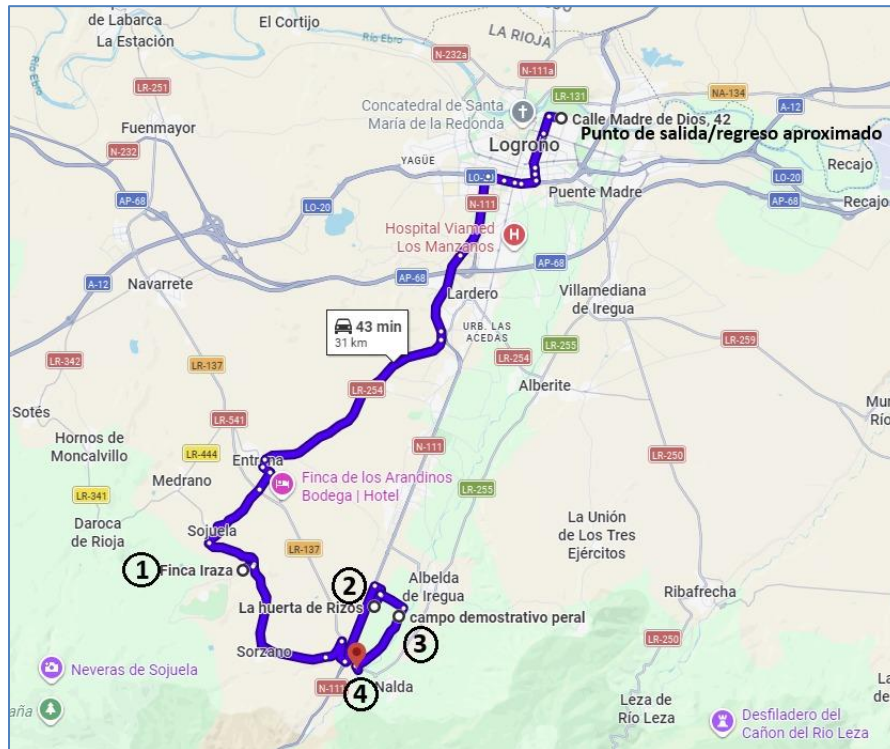 de Labarca
La Estación
El Cortijo
Río Ebro
Río Ebro
LA RIOJA
N-232a
N-111a
LR-131
NA-134
A-12
LR-251
Concatedral de Santa
María de la Redonda
Calle Madre de Dios, 42
Punto de salida/regreso aproximado
Fuenmayor
Logroño
N-232
YAGÜE
LO-20
Recajo
Puente Madre
LO-20
AP-68
Recajo
AP-68
LO-20
N-111
Hospital Viamed
Los Manzanos
H
AP-68
AP-68
A-12
Navarrete
Lardero
Villamediana
de Iregua
43 min
31 km
URB. LAS
ACEDAS
LR-254
LR-255
LR-259
LR-342
LR-137
LR-254
Alberite
Sotés
LR-541
Hornos de
Moncalvillo
LR-444
Entrena
N-111
LR-250
Medrano
Finca de los Arandinos
Bodega | Hotel
LR-255
LR-341
Daroca
de Rioja
Sojuela
LR-137
La Unión
de Los Tres
Ejércitos
1
Finca Iraza
2
Albelda
de Iregua
Ribafrecha
La huerta de Rizos
campo demostrativo peral
3
LR-250
Sorzano
Neveras de Sojuela
4
N-111
Nalda
Leza de
Río Leza
Desfiladero del
Cañon del Río Leza